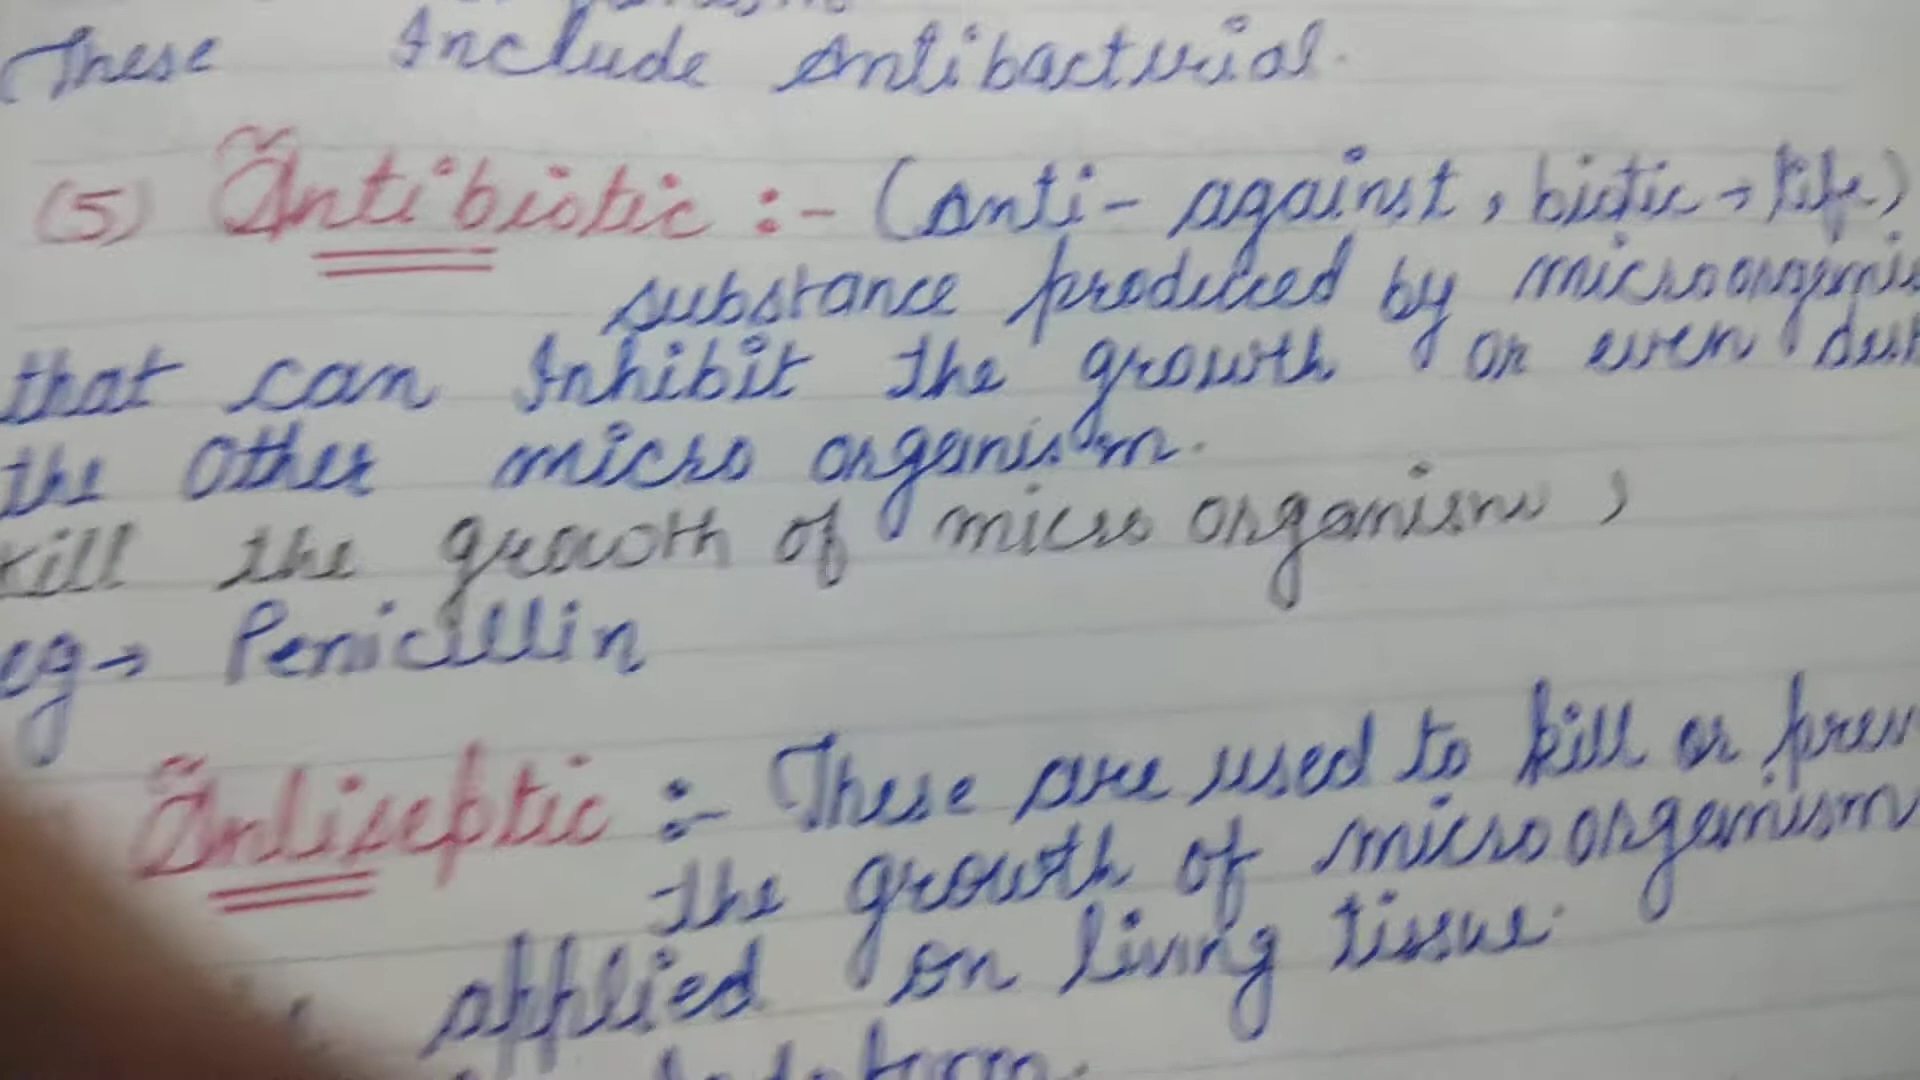 These Include Antibacturial.
(5) Antibiotic :- (Anti- against, biotic → life)
substance produced by microorganis
that can Inhibit the growth or even dest
the Other micro organism.
kill the growth of micro organism,
eg → Penicillin
Antiseptic :- These are used to kill or prev
the growth of micro organism
applied on living tissue.